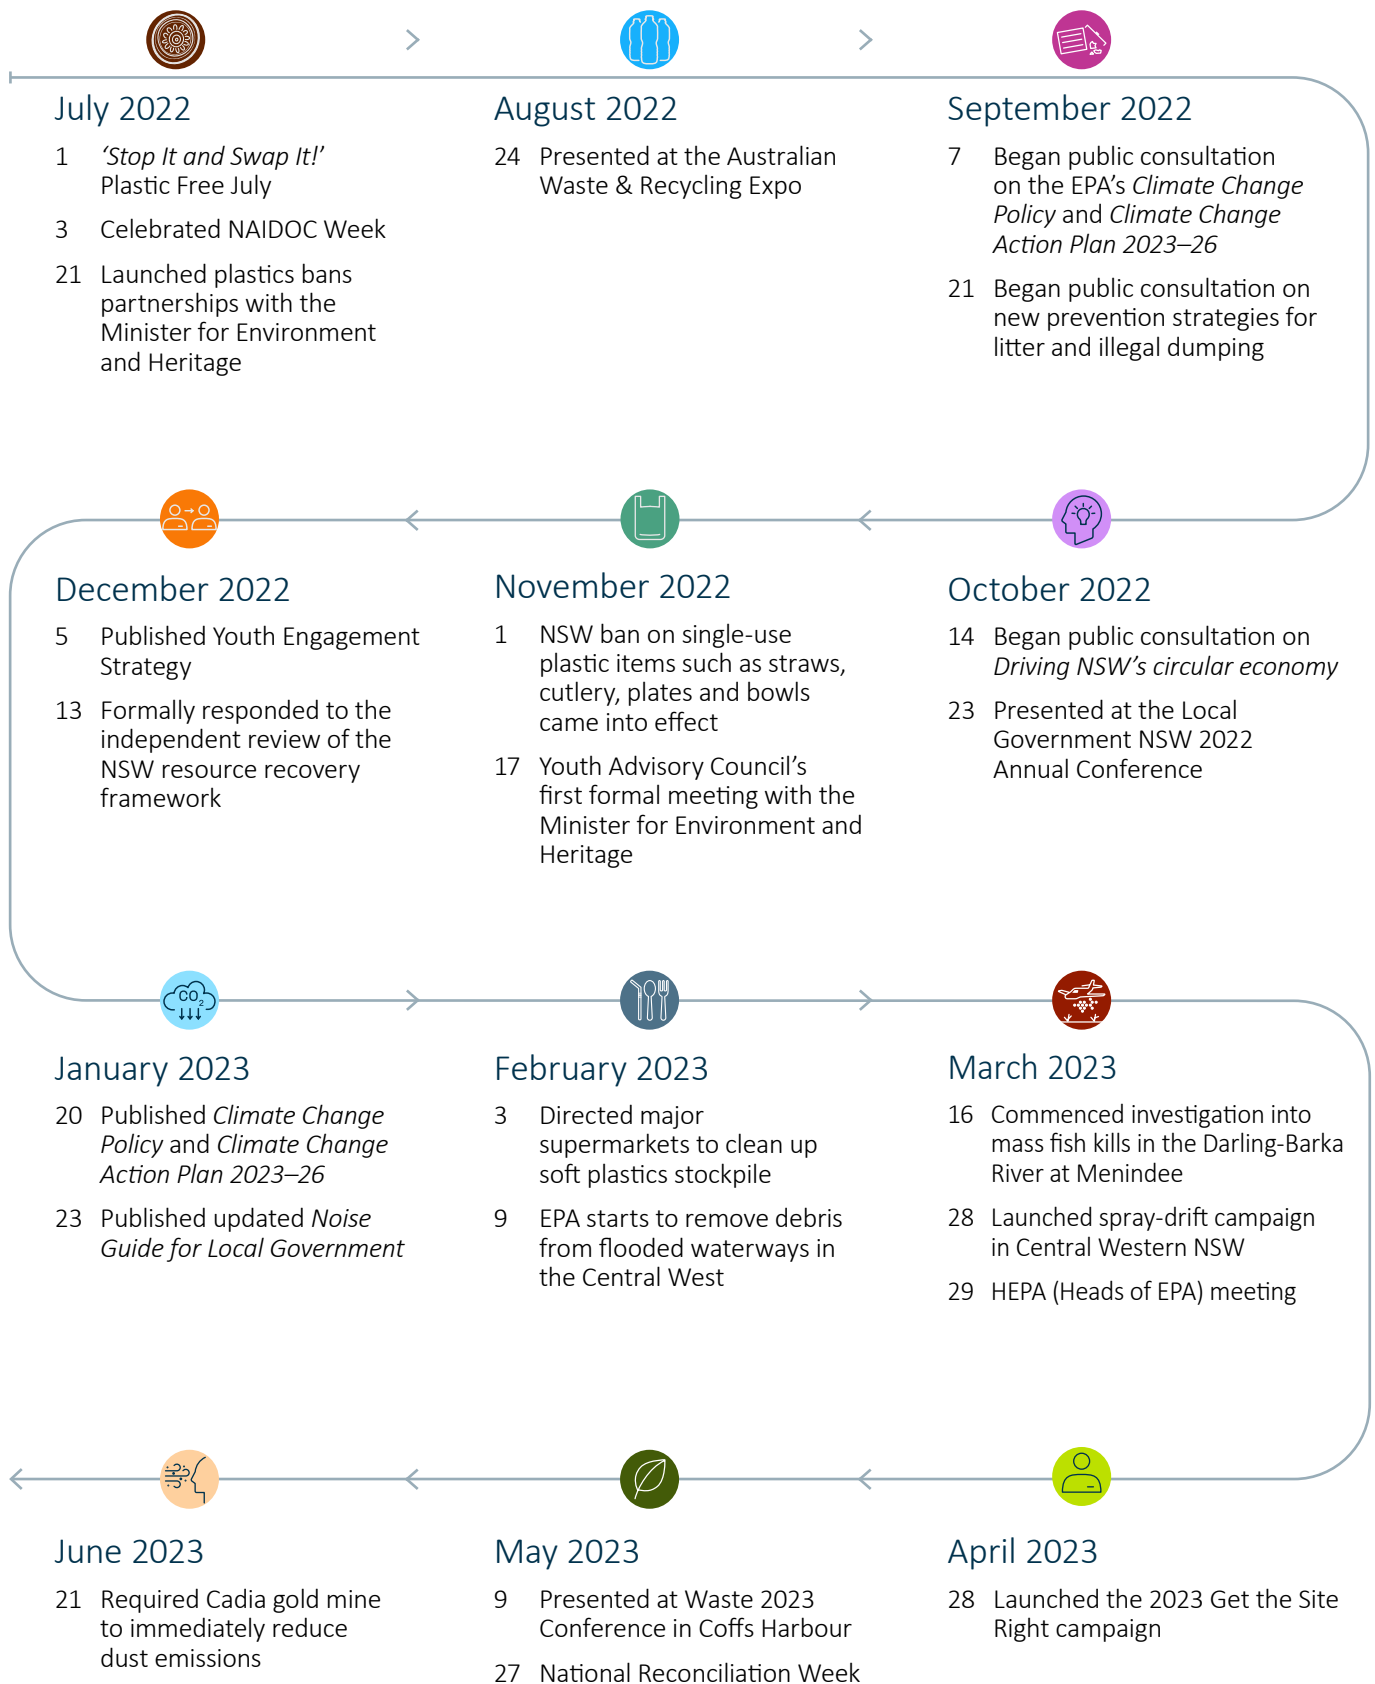 July 2022
1 ‘Stop It and Swap It!’
Plastic Free July
3 Celebrated NAIDOC Week
21 Launched plastics bans
partnerships with the
Minister for Environment
and Heritage
August 2022
24 Presented at the Australian
Waste & Recycling Expo
September 2022
7 Began public consultation
on the EPA’s Climate Change
Policy and Climate Change
Action Plan 2023–26
21 Began public consultation on
new prevention strategies for
litter and illegal dumping
October 2022
14 Began public consultation on
Driving NSW’s circular economy
23 Presented at the Local
Government NSW 2022
Annual Conference
November 2022
1 NSW ban on single-use
plastic items such as straws,
cutlery, plates and bowls
came into effect
17 Youth Advisory Council’s
first formal meeting with the
Minister for Environment and
Heritage
December 2022
5 Published Youth Engagement
Strategy
13 Formally responded to the
independent review of the
NSW resource recovery
framework
CO2
January 2023
20 Published Climate Change
Policy and Climate Change
Action Plan 2023–26
23 Published updated Noise
Guide for Local Government
February 2023
3 Directed major
supermarkets to clean up
soft plastics stockpile
9 EPA starts to remove debris
from flooded waterways in
the Central West
March 2023
16 Commenced investigation into
mass fish kills in the Darling-Barka
River at Menindee
28 Launched spray-drift campaign
in Central Western NSW
29 HEPA (Heads of EPA) meeting
April 2023
28 Launched the 2023 Get the Site
Right campaign
May 2023
9 Presented at Waste 2023
Conference in Coffs Harbour
27 National Reconciliation Week
June 2023
21 Required Cadia gold mine
to immediately reduce
dust emissions